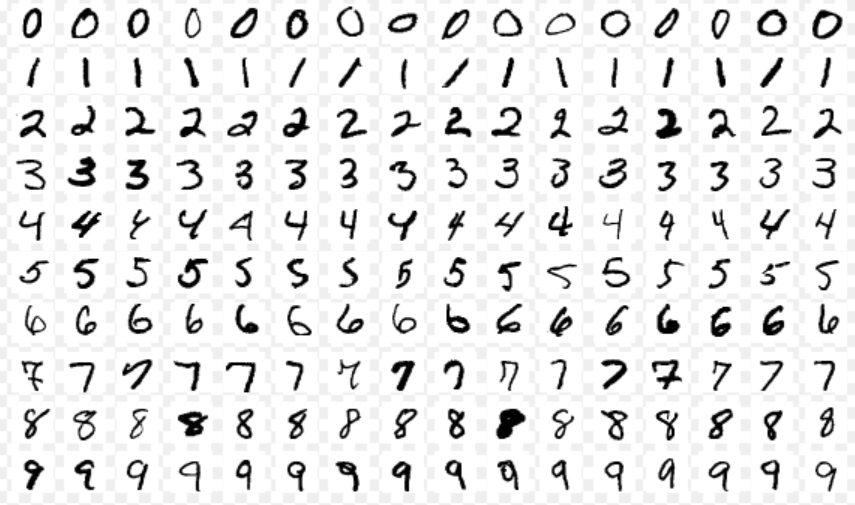 0 0 0 0 0 0 0 0 0 0 0 0 0 0 0 0
1 1 1 1 1 1 1 1 1 1 1 1 1 1 1 1
2 2 2 2 2 2 2 2 2 2 2 2 2 2 2 2
3 3 3 3 3 3 3 3 3 3 3 3 3 3 3 3
4 4 4 4 4 4 4 4 4 4 4 4 4 4 4 4
5 5 5 5 5 5 5 5 5 5 5 5 5 5 5 5
6 6 6 6 6 6 6 6 6 6 6 6 6 6 6 6
7 7 7 7 7 7 7 7 7 7 7 7 7 7 7 7
8 8 8 8 8 8 8 8 8 8 8 8 8 8 8 8
9 9 9 9 9 9 9 9 9 9 9 9 9 9 9 9